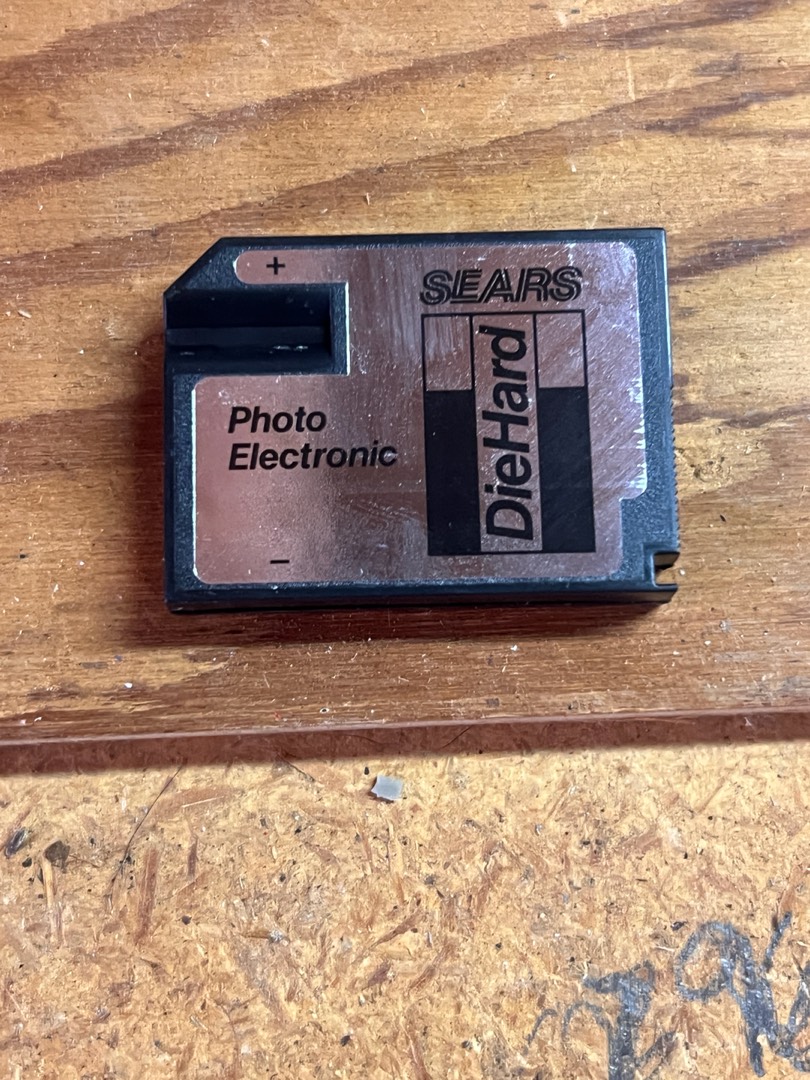 +
SEARS
DieHard
Photo
Electronic
−